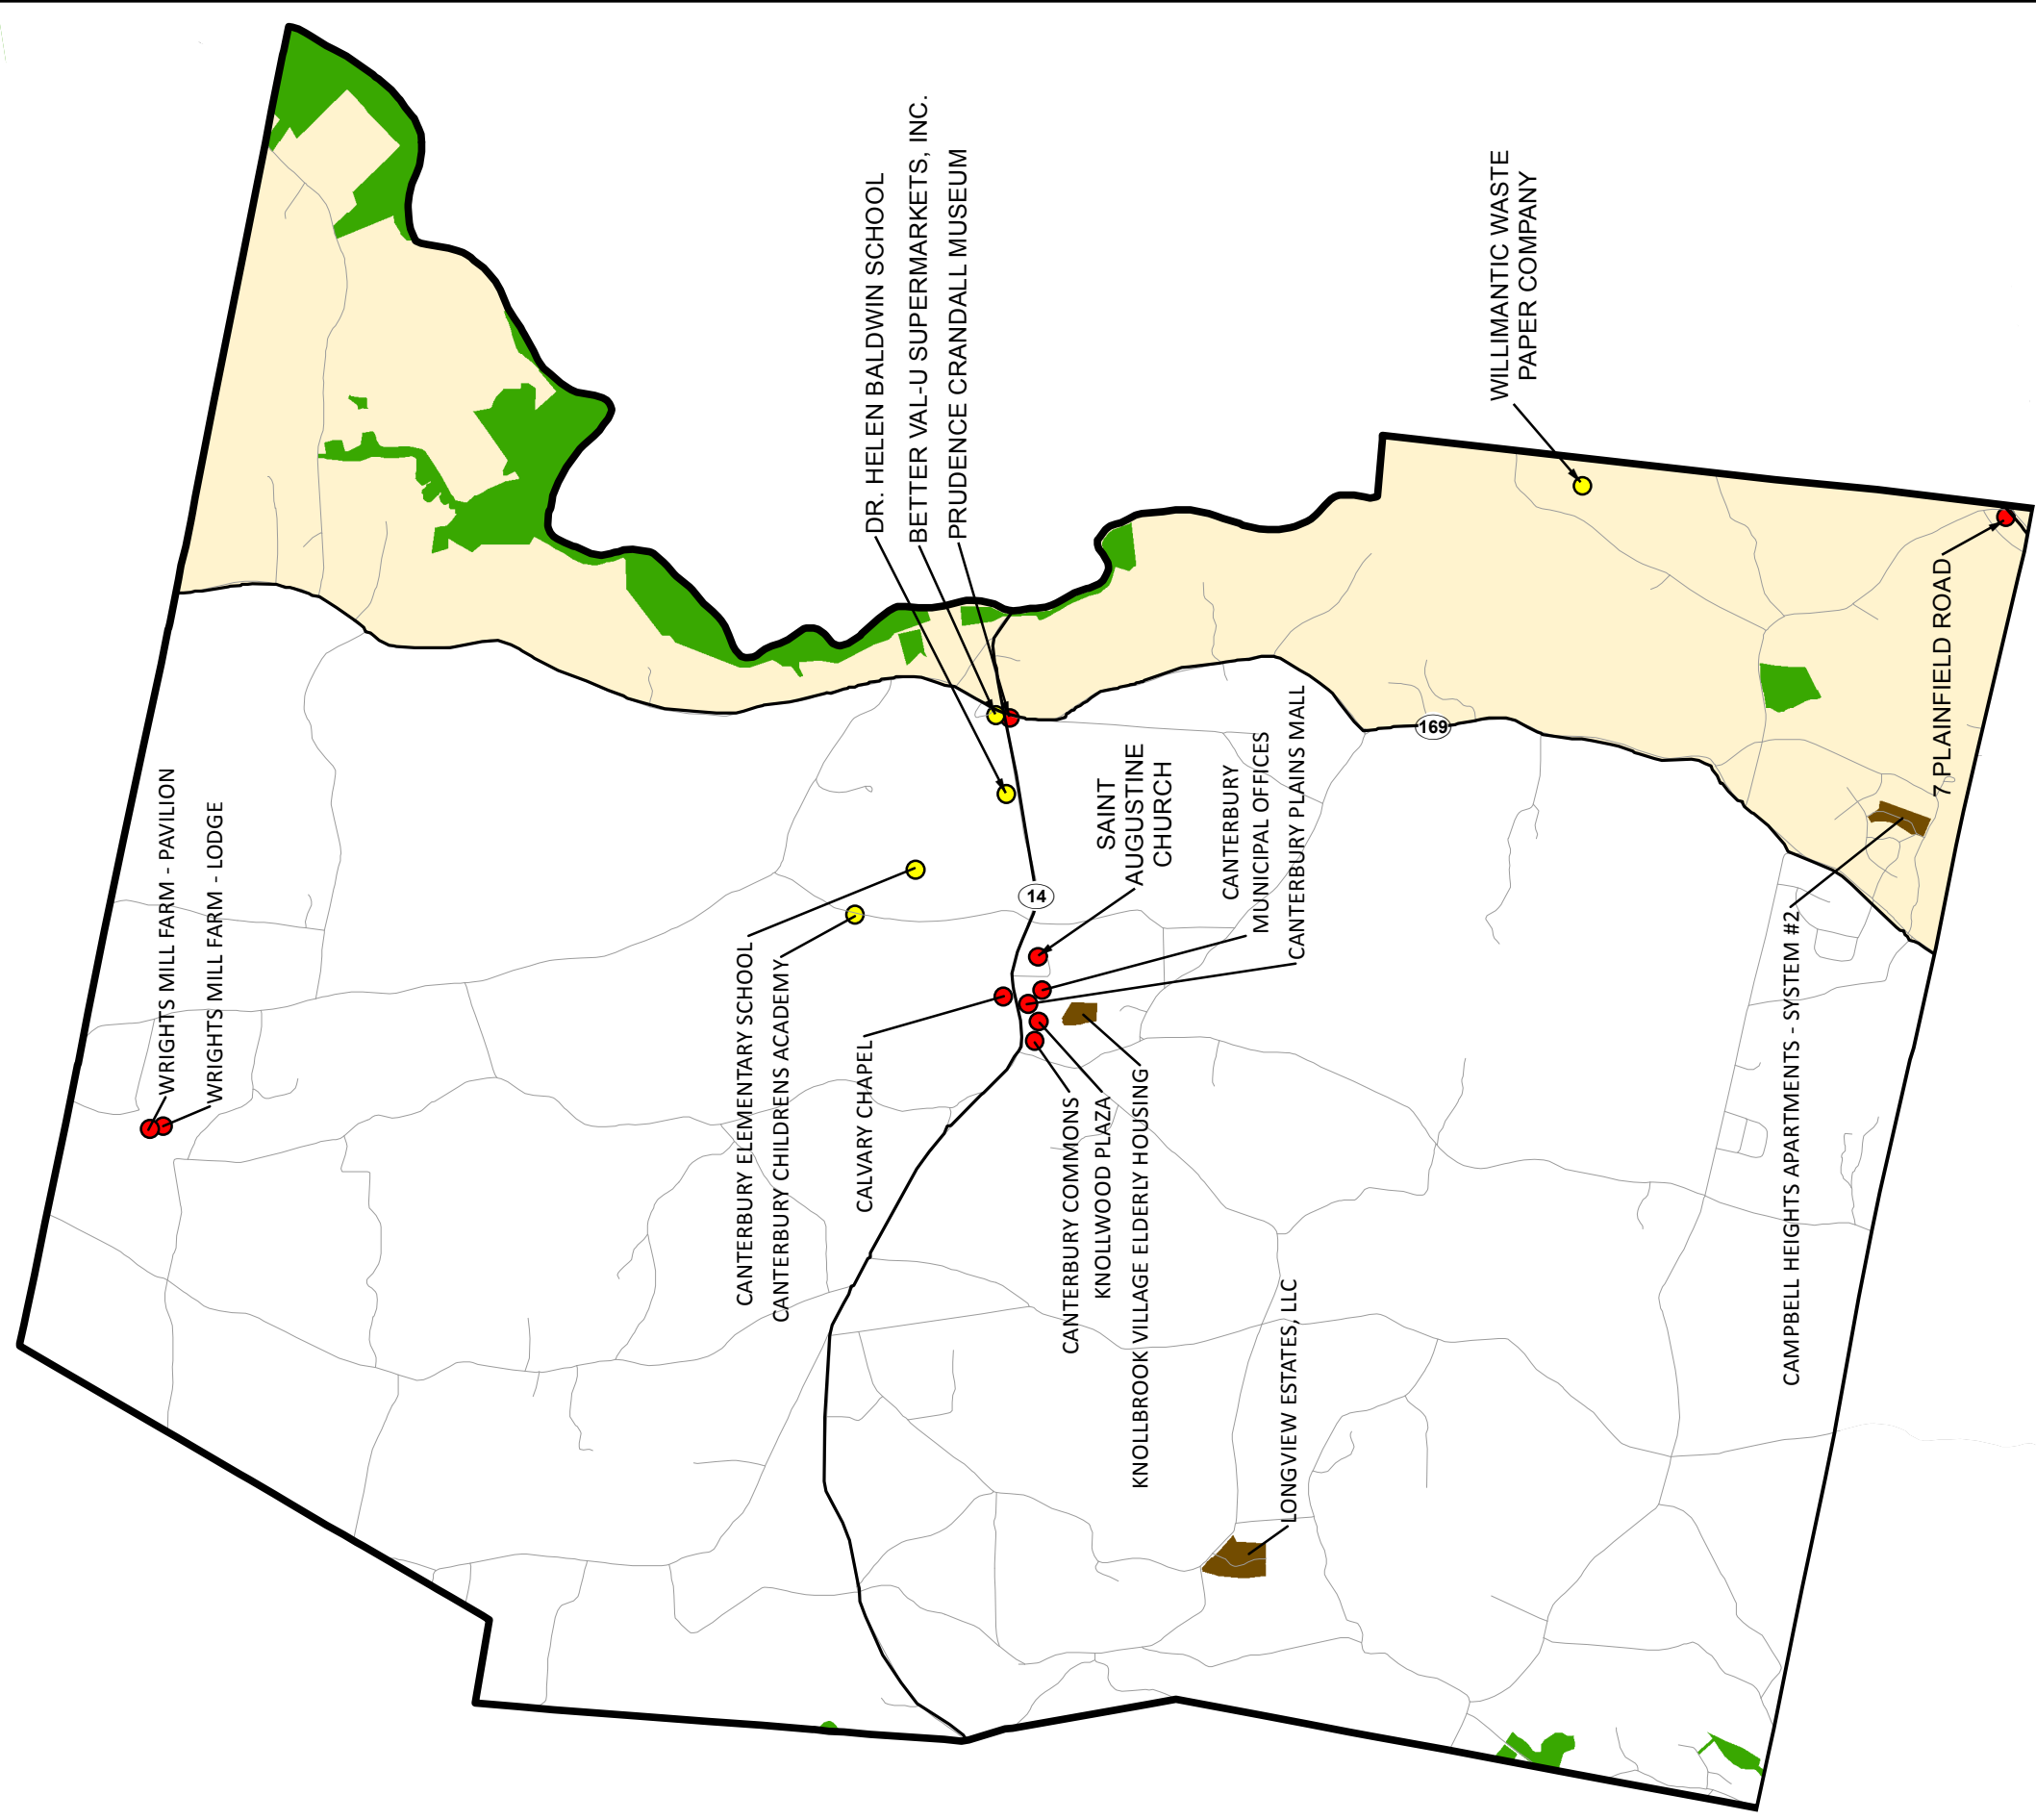 WRIGHTS MILL FARM - PAVILION
WRIGHTS MILL FARM - LODGE
CANTERBURY ELEMENTARY SCHOOL
CANTERBURY CHILDRENS ACADEMY
CALVARY CHAPEL
DR. HELEN BALDWIN SCHOOL
BETTER VAL-U SUPERMARKETS, INC.
PRUDENCE CRANDALL MUSEUM
14
CANTERBURY COMMONS
KNOLLWOOD PLAZA
KNOLLBROOK VILLAGE ELDERLY HOUSING
SAINT
AUGUSTINE
CHURCH
CANTERBURY
MUNICIPAL OFFICES
CANTERBURY PLAINS MALL
LONGVIEW ESTATES, LLC
169
WILLIMANTIC WASTE
PAPER COMPANY
CAMPBELL HEIGHTS APARTMENTS - SYSTEM #2
7 PLAINFIELD ROAD